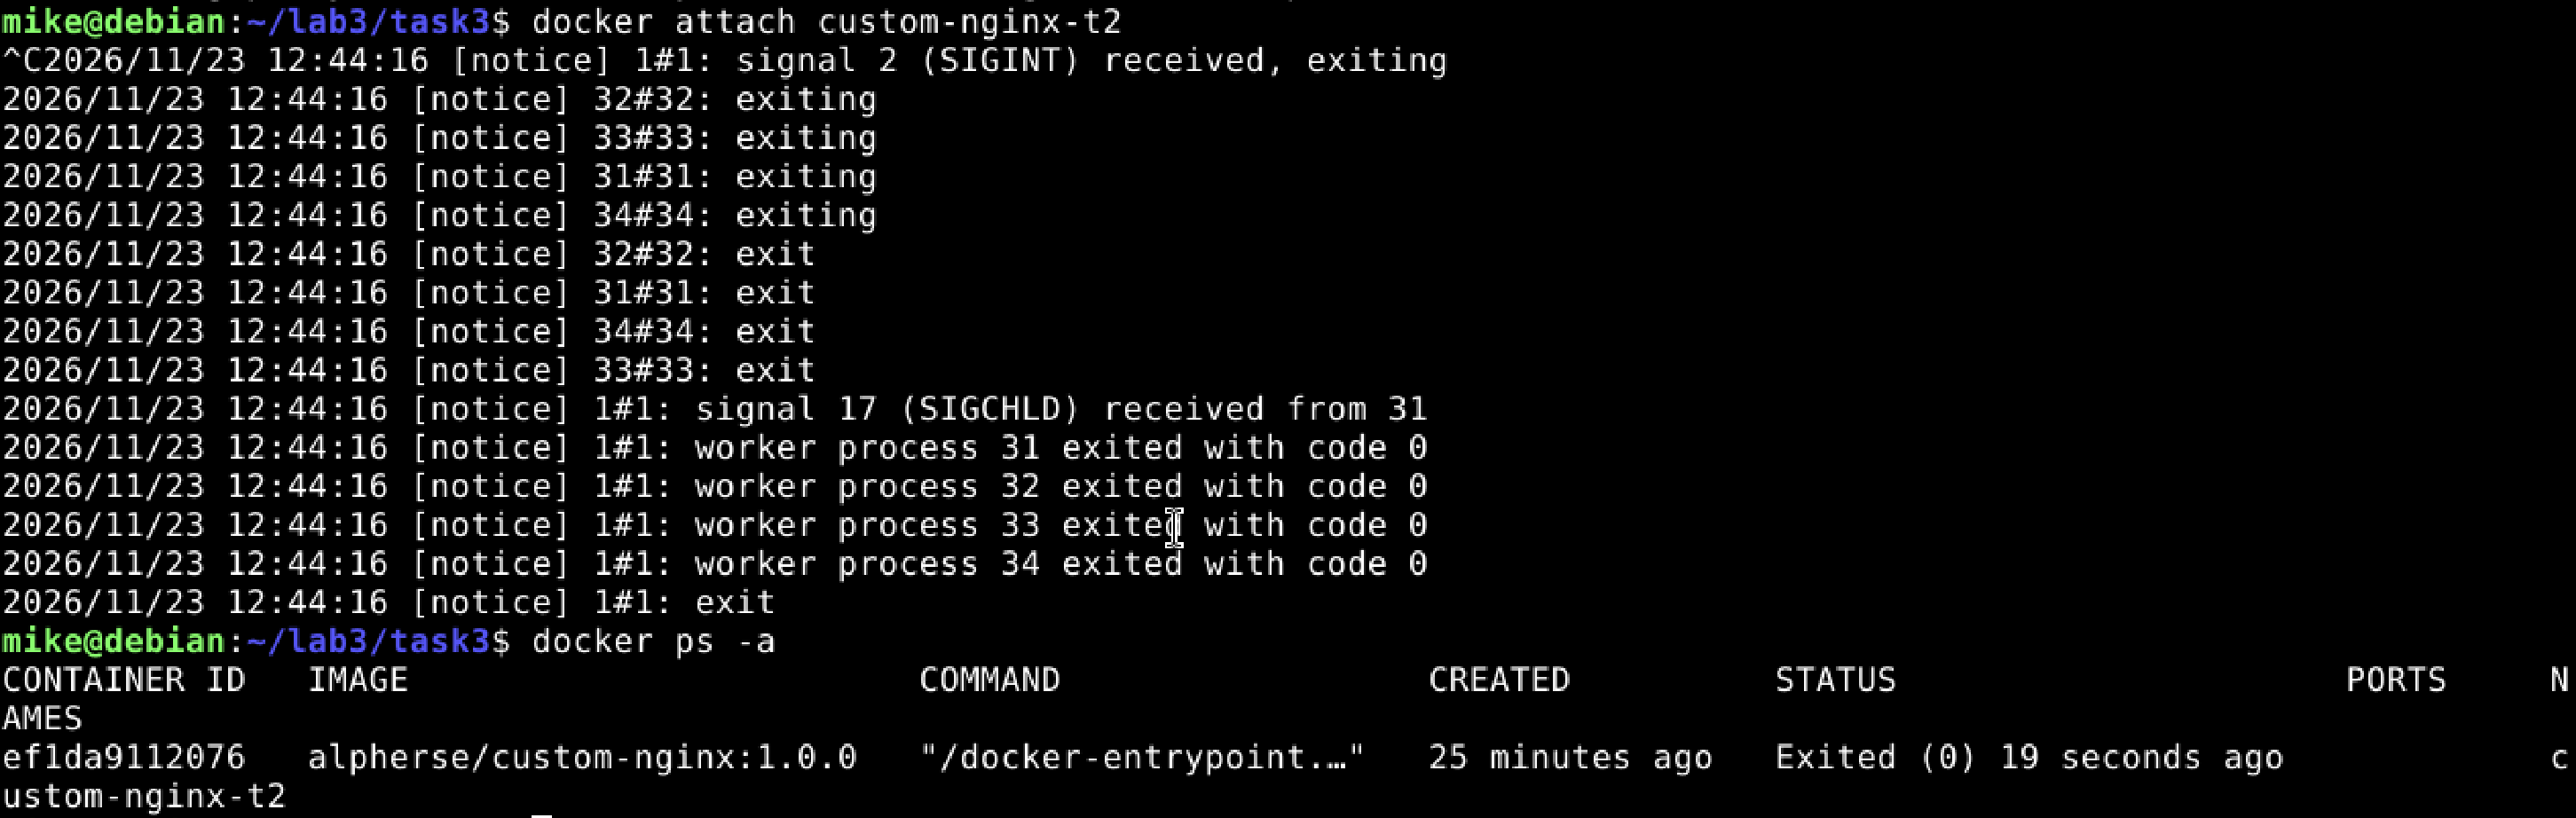 mike@debian:~/lab3/task3$ docker attach custom-nginx-t2
^C2026/11/23 12:44:16 [notice] 1#1: signal 2 (SIGINT) received, exiting
2026/11/23 12:44:16 [notice] 32#32: exiting
2026/11/23 12:44:16 [notice] 33#33: exiting
2026/11/23 12:44:16 [notice] 31#31: exiting
2026/11/23 12:44:16 [notice] 34#34: exiting
2026/11/23 12:44:16 [notice] 32#32: exit
2026/11/23 12:44:16 [notice] 31#31: exit
2026/11/23 12:44:16 [notice] 34#34: exit
2026/11/23 12:44:16 [notice] 33#33: exit
2026/11/23 12:44:16 [notice] 1#1: signal 17 (SIGCHLD) received from 31
2026/11/23 12:44:16 [notice] 1#1: worker process 31 exited with code 0
2026/11/23 12:44:16 [notice] 1#1: worker process 32 exited with code 0
2026/11/23 12:44:16 [notice] 1#1: worker process 33 exited with code 0
2026/11/23 12:44:16 [notice] 1#1: worker process 34 exited with code 0
2026/11/23 12:44:16 [notice] 1#1: exit
mike@debian:~/lab3/task3$ docker ps -a
CONTAINER ID   IMAGE                         COMMAND                  CREATED          STATUS                      PORTS     N
AMES
ef1da9112076   alpherse/custom-nginx:1.0.0   "/docker-entrypoint.…"   25 minutes ago   Exited (0) 19 seconds ago             c
ustom-nginx-t2